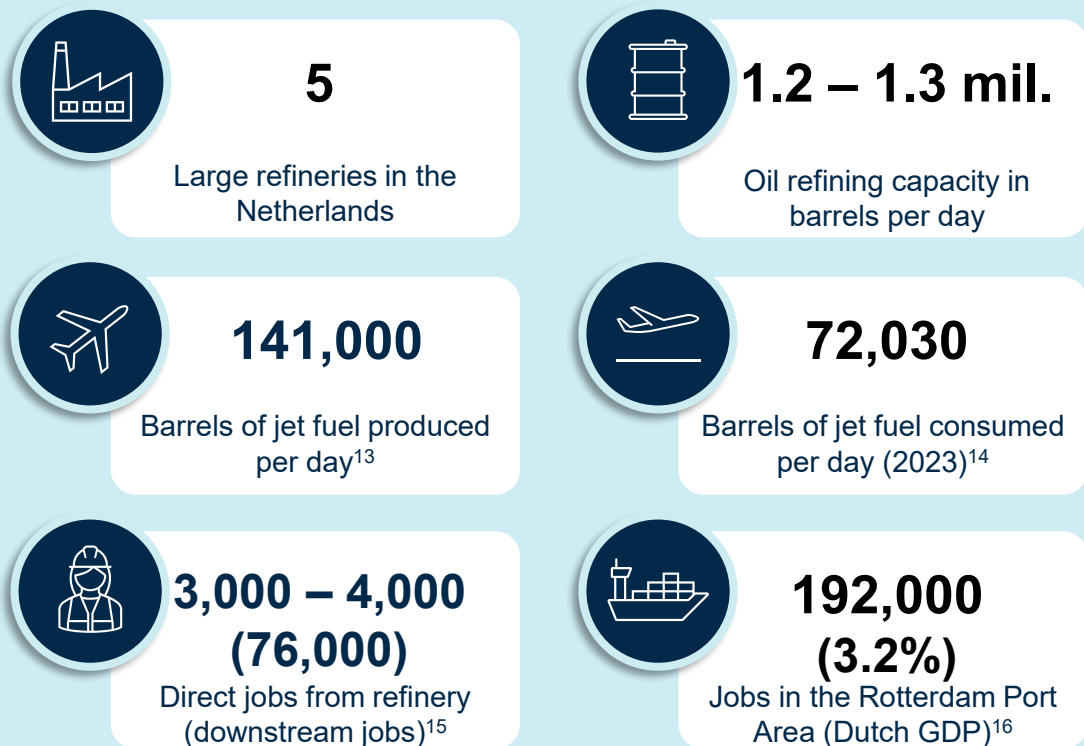 5
Large refineries in the
Netherlands
1.2 – 1.3 mil.
Oil refining capacity in
barrels per day
141,000
Barrels of jet fuel produced
per day¹³
72,030
Barrels of jet fuel consumed
per day (2023)¹⁴
3,000 – 4,000
(76,000)
Direct jobs from refinery
(downstream jobs)¹⁵
192,000
(3.2%)
Jobs in the Rotterdam Port
Area (Dutch GDP)¹⁶